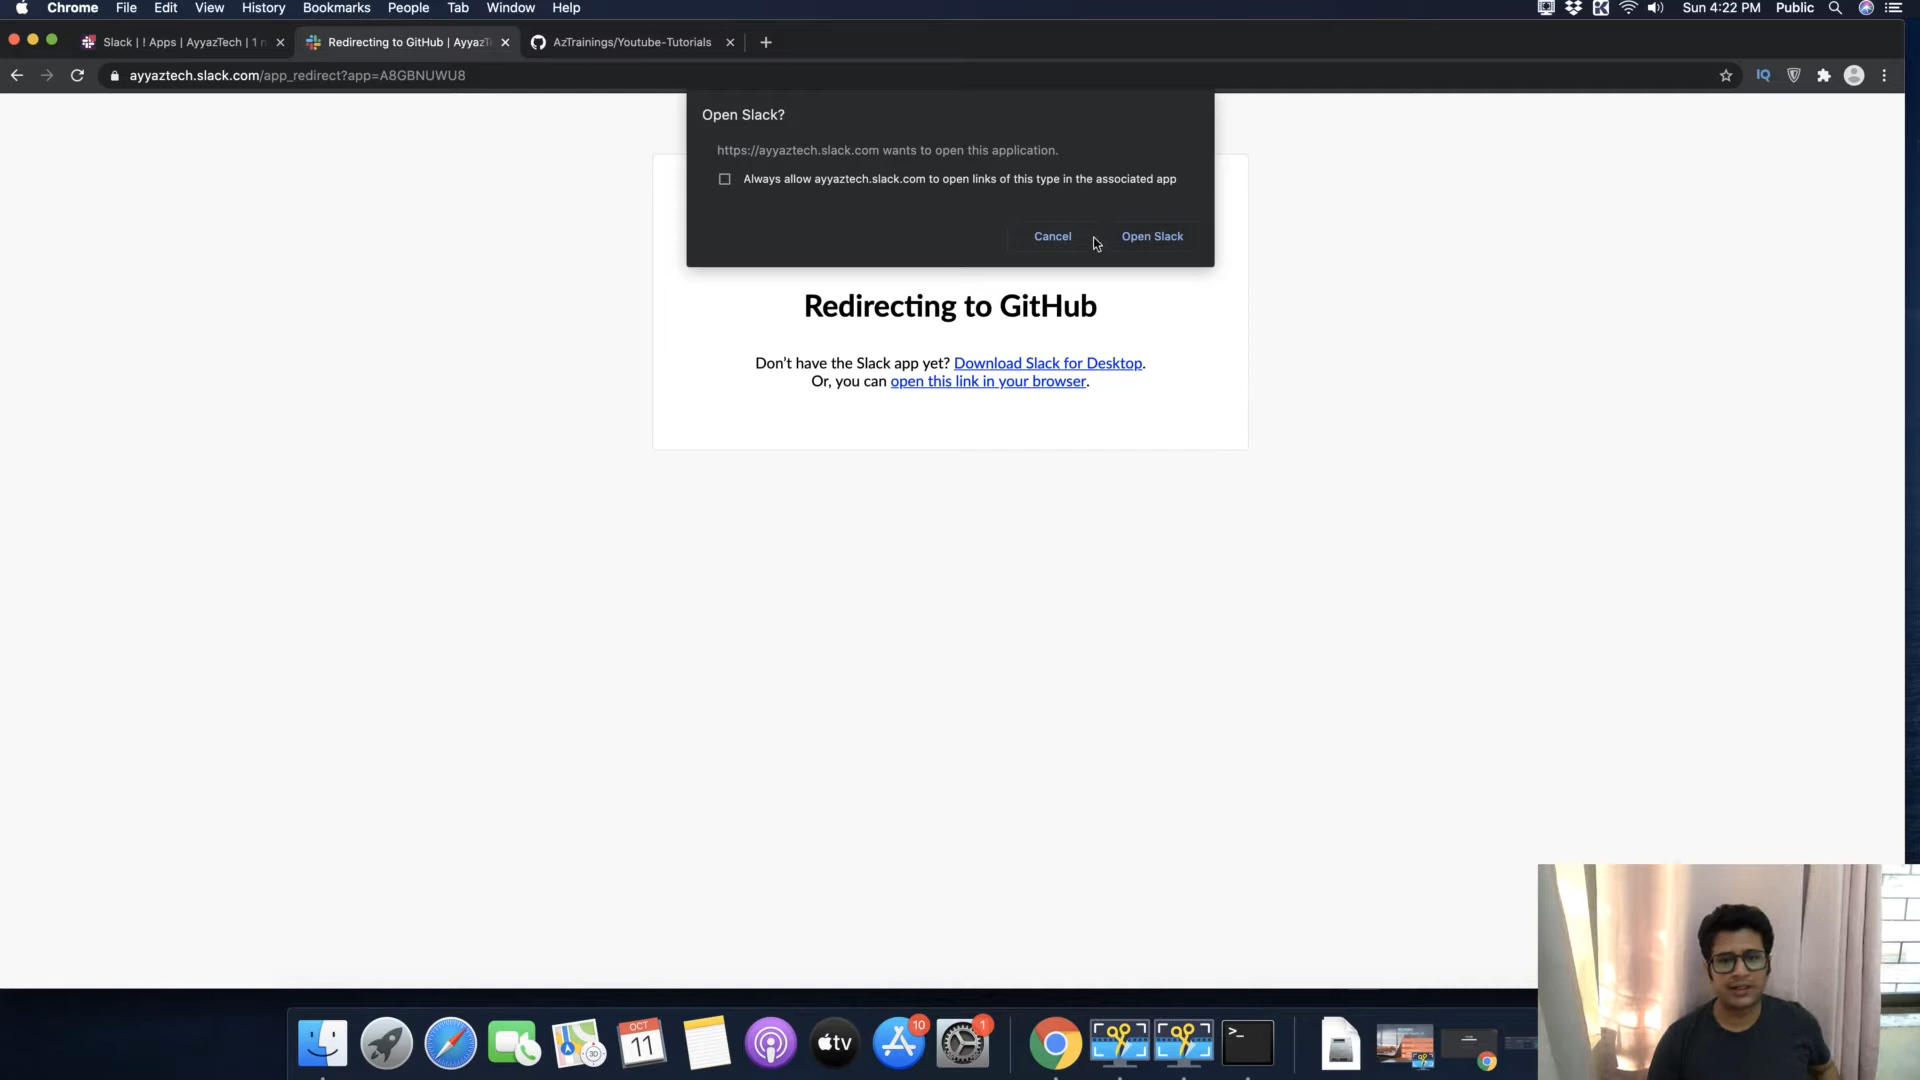 Chrome File Edit View History Bookmarks People Tab Window Help
Sun 4:22 PM Public
Slack | ! Apps | AyyazTech | 1 n
Redirecting to GitHub | AyyazT
AzTrainings/Youtube-Tutorials
ayyaztech.slack.com/app_redirect?app=A8GBNUWU8
IQ
Open Slack?
https://ayyaztech.slack.com wants to open this application.
Always allow ayyaztech.slack.com to open links of this type in the associated app
Cancel
Open Slack
Redirecting to GitHub
Don't have the Slack app yet? Download Slack for Desktop.
Or, you can open this link in your browser.
3D
OCT
11
tv
10
1
>_